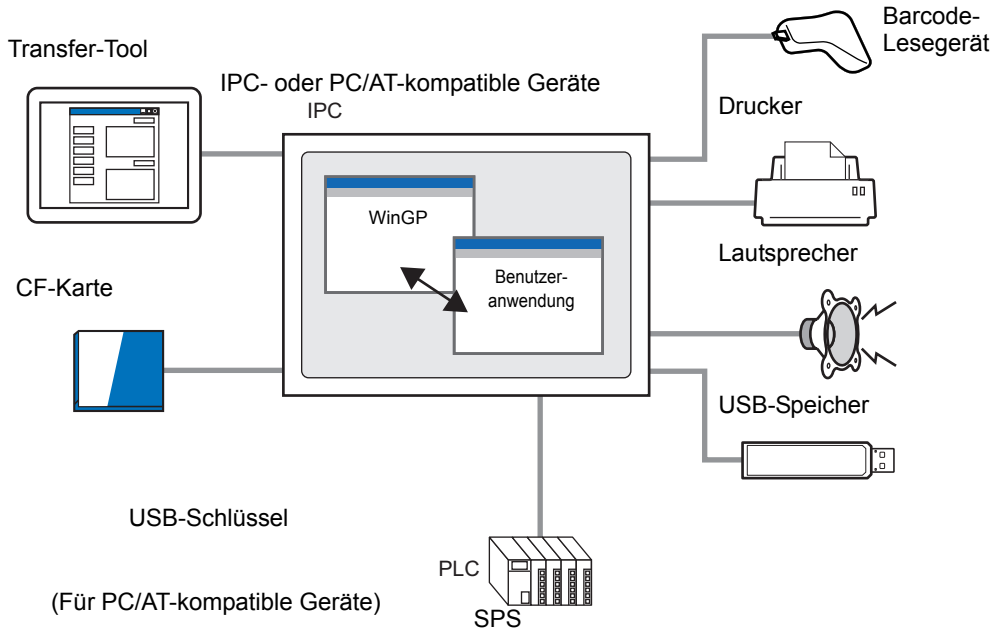 Barcode-
Lesegerät
Transfer-Tool
IPC- oder PC/AT-kompatible Geräte
IPC
Drucker
WinGP
Lautsprecher
Benutzer-
anwendung
CF-Karte
USB-Speicher
USB-Schlüssel
PLC
(Für PC/AT-kompatible Geräte)
SPS